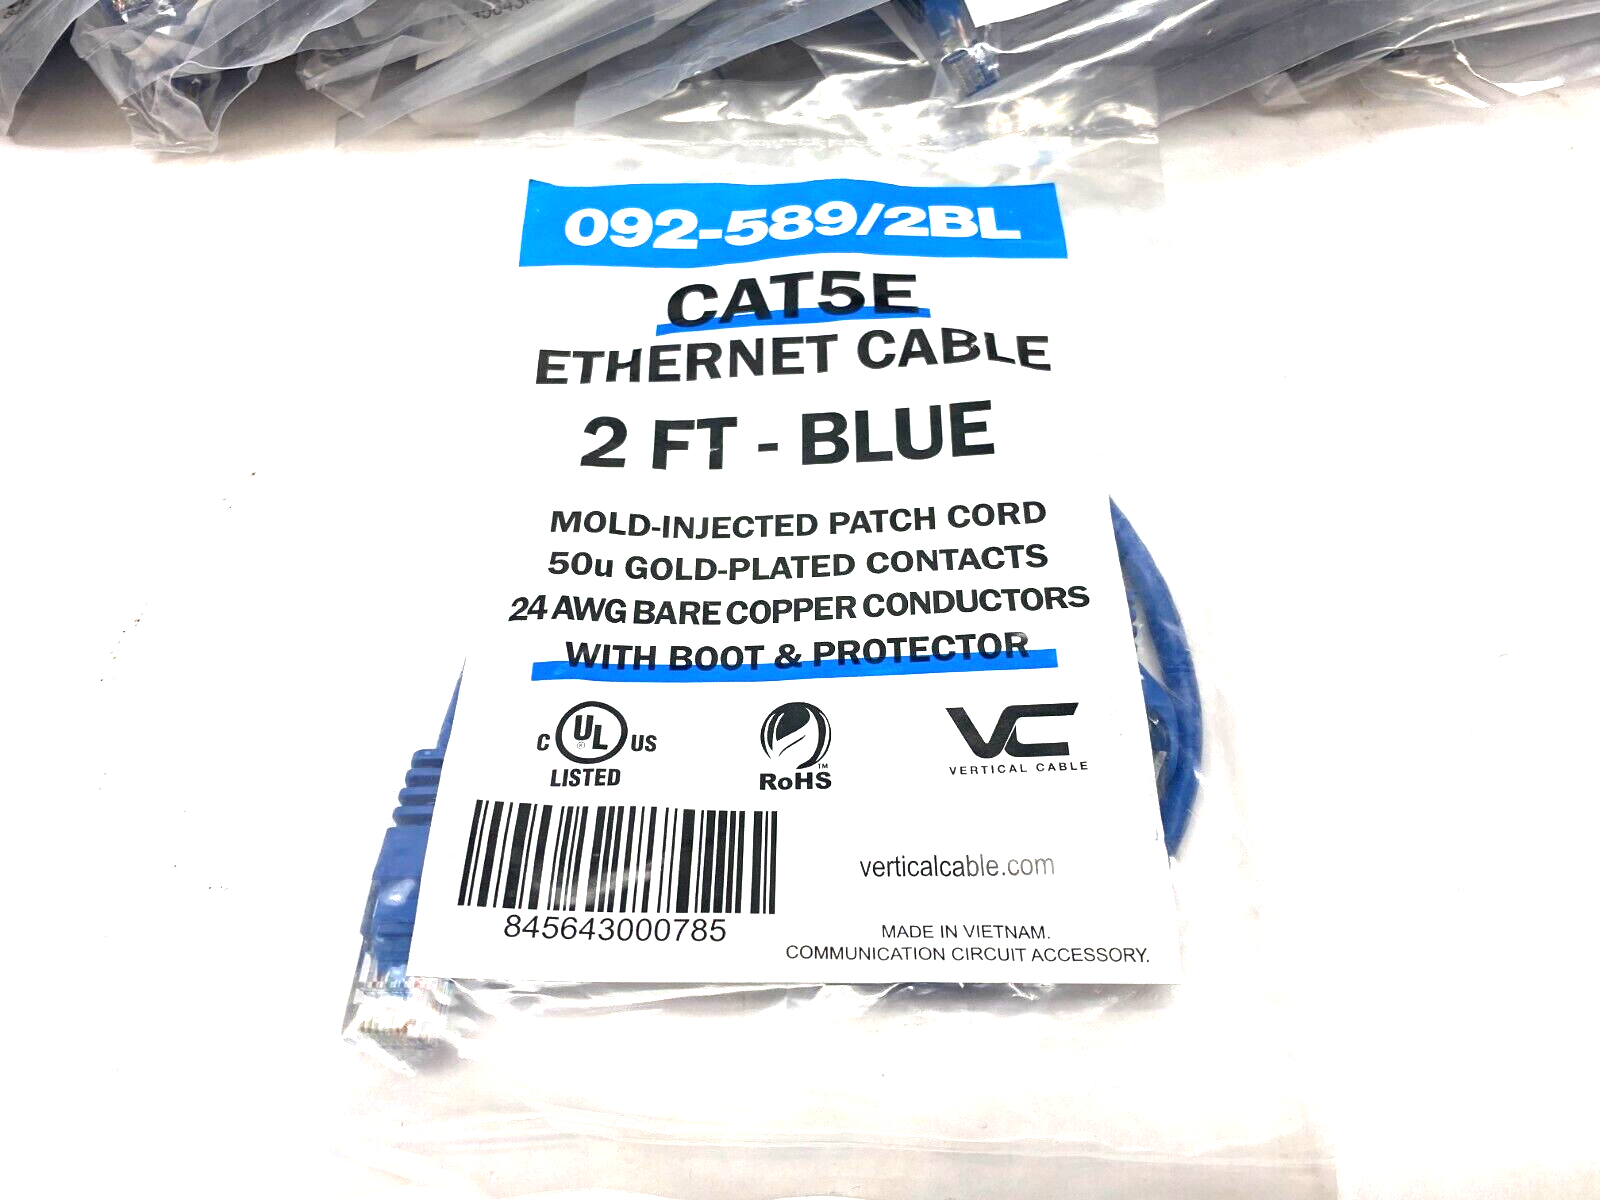 092-589/2BL
CAT5E
ETHERNET CABLE
2 FT - BLUE
MOLD-INJECTED PATCH CORD
50u GOLD-PLATED CONTACTS
24 AWG BARE COPPER CONDUCTORS
WITH BOOT & PROTECTOR
C UL ® US
LISTED
TM
RoHS
VC
VERTICAL CABLE
845643000785
verticalcable.com
MADE IN VIETNAM.
COMMUNICATION CIRCUIT ACCESSORY.